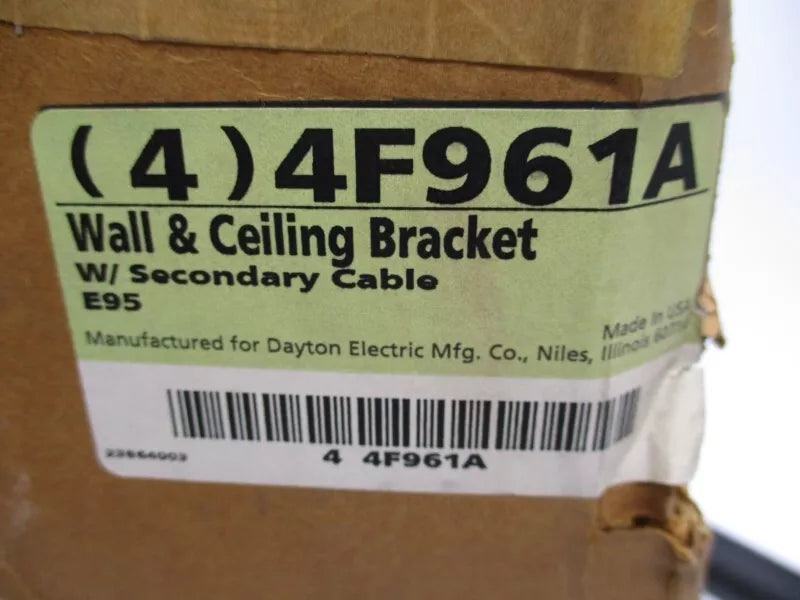 (4)4F961A
Wall & Ceiling Bracket
W/ Secondary Cable
E95
Made In USA
Manufactured for Dayton Electric Mfg. Co., Niles, Illinois
4 4F961A